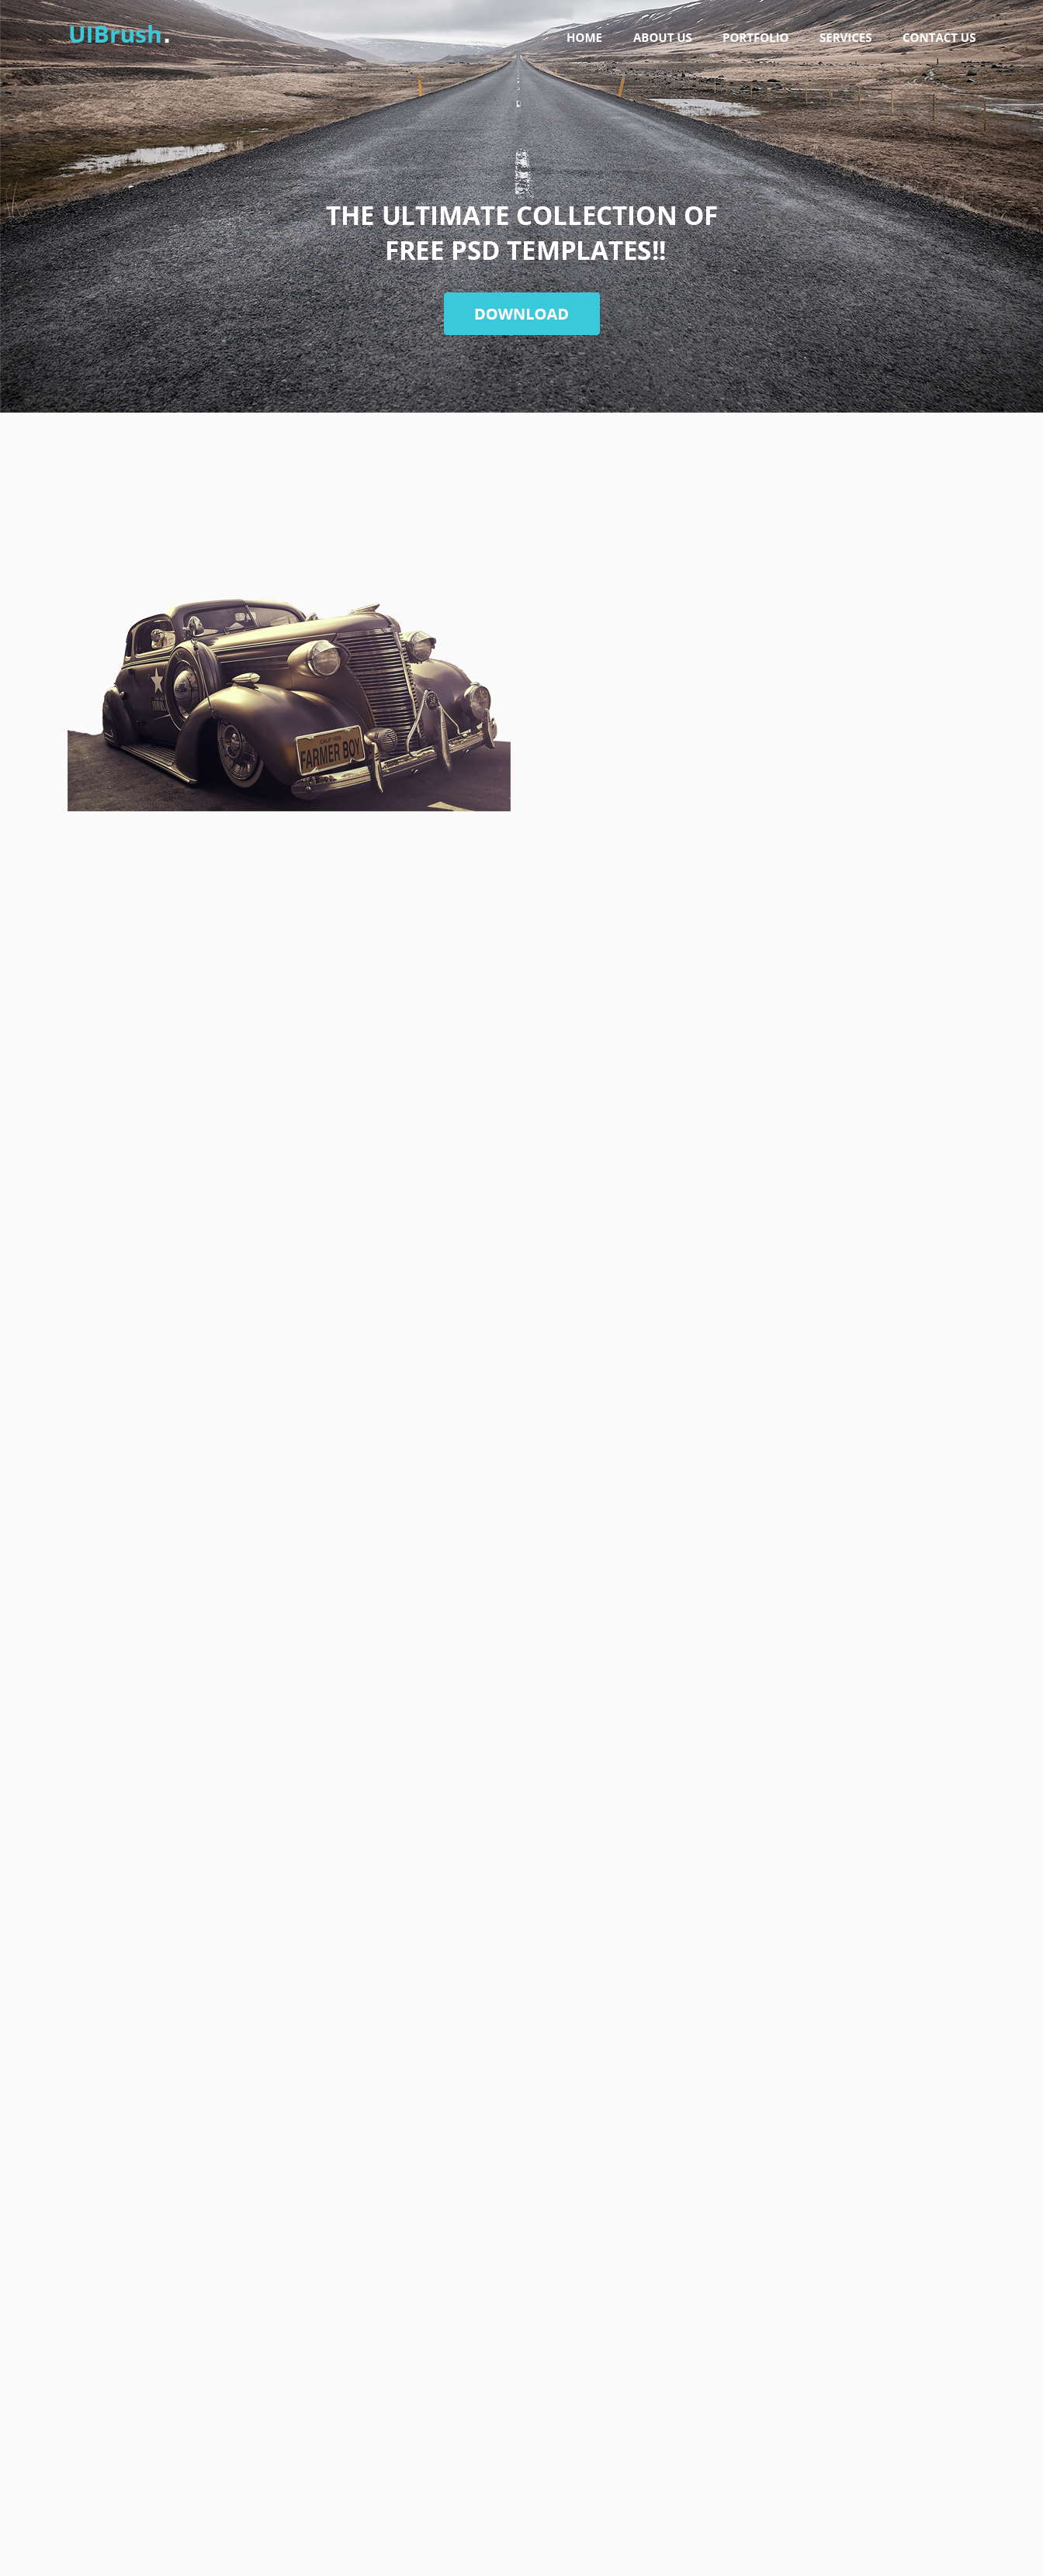 UIBrush.
HOME ABOUT US PORTFOLIO SERVICES CONTACT US
THE ULTIMATE COLLECTION OF
FREE PSD TEMPLATES!!
DOWNLOAD
FARMER BOY